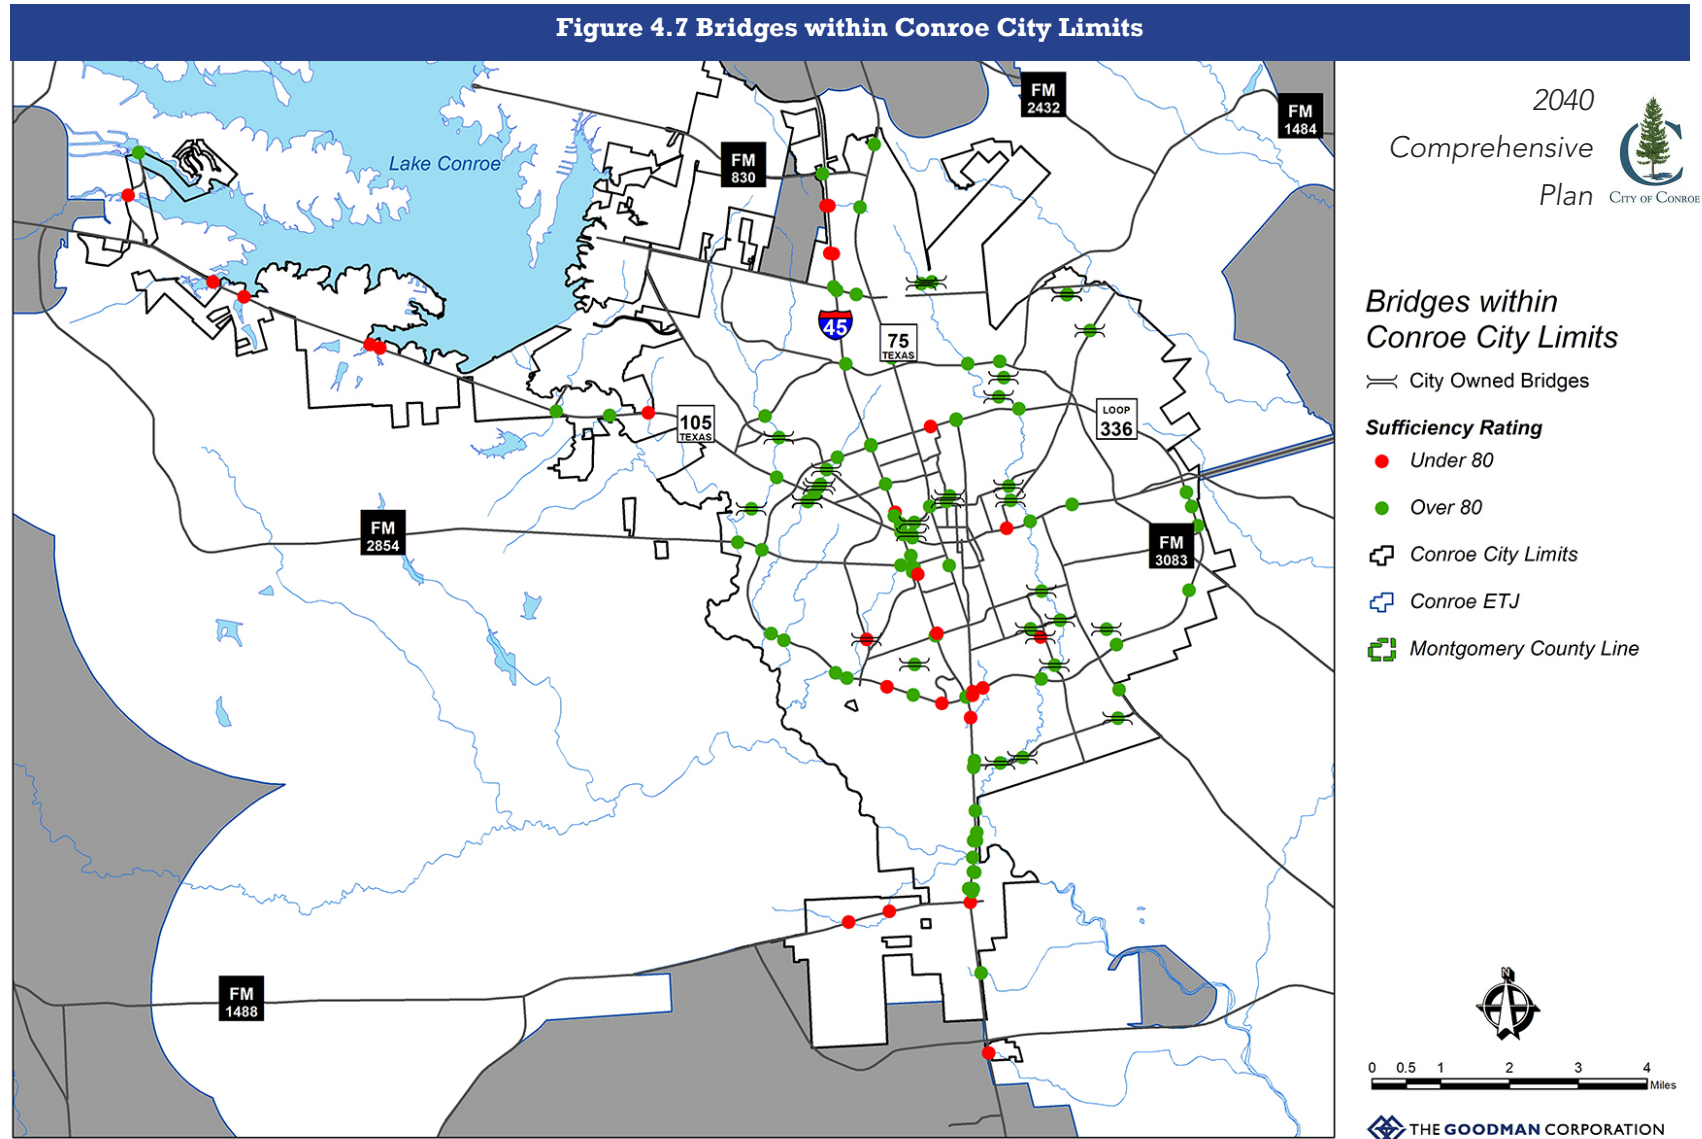 Figure 4.7 Bridges within Conroe City Limits
2040
Comprehensive
Plan
C
CITY OF CONROE
FM
2432
FM
1484
Lake Conroe
FM
830
45
75
TEXAS
105
TEXAS
LOOP
336
FM
2854
FM
3083
FM
1488
Bridges within
Conroe City Limits
City Owned Bridges
Sufficiency Rating
Under 80
Over 80
Conroe City Limits
Conroe ETJ
Montgomery County Line
N
0 0.5 1 2 3 4
Miles
THE GOODMAN CORPORATION